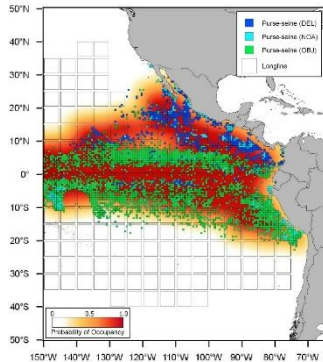 50°N
40°N
30°N
20°N
10°N
0°
10°S
20°S
30°S
40°S
50°S
150°W 140°W 130°W 120°W 110°W 100°W 90°W 80°W 70°W
Purse-seine (DEL)
Purse-seine (NOA)
Purse-seine (OBJ)
Longline
0 0.5 1.0
Probability of Occupancy